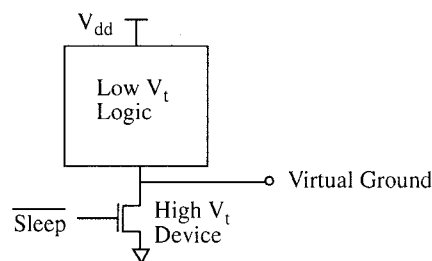 V_dd
Low V_t
Logic
Virtual Ground
Sleep
High V_t
Device